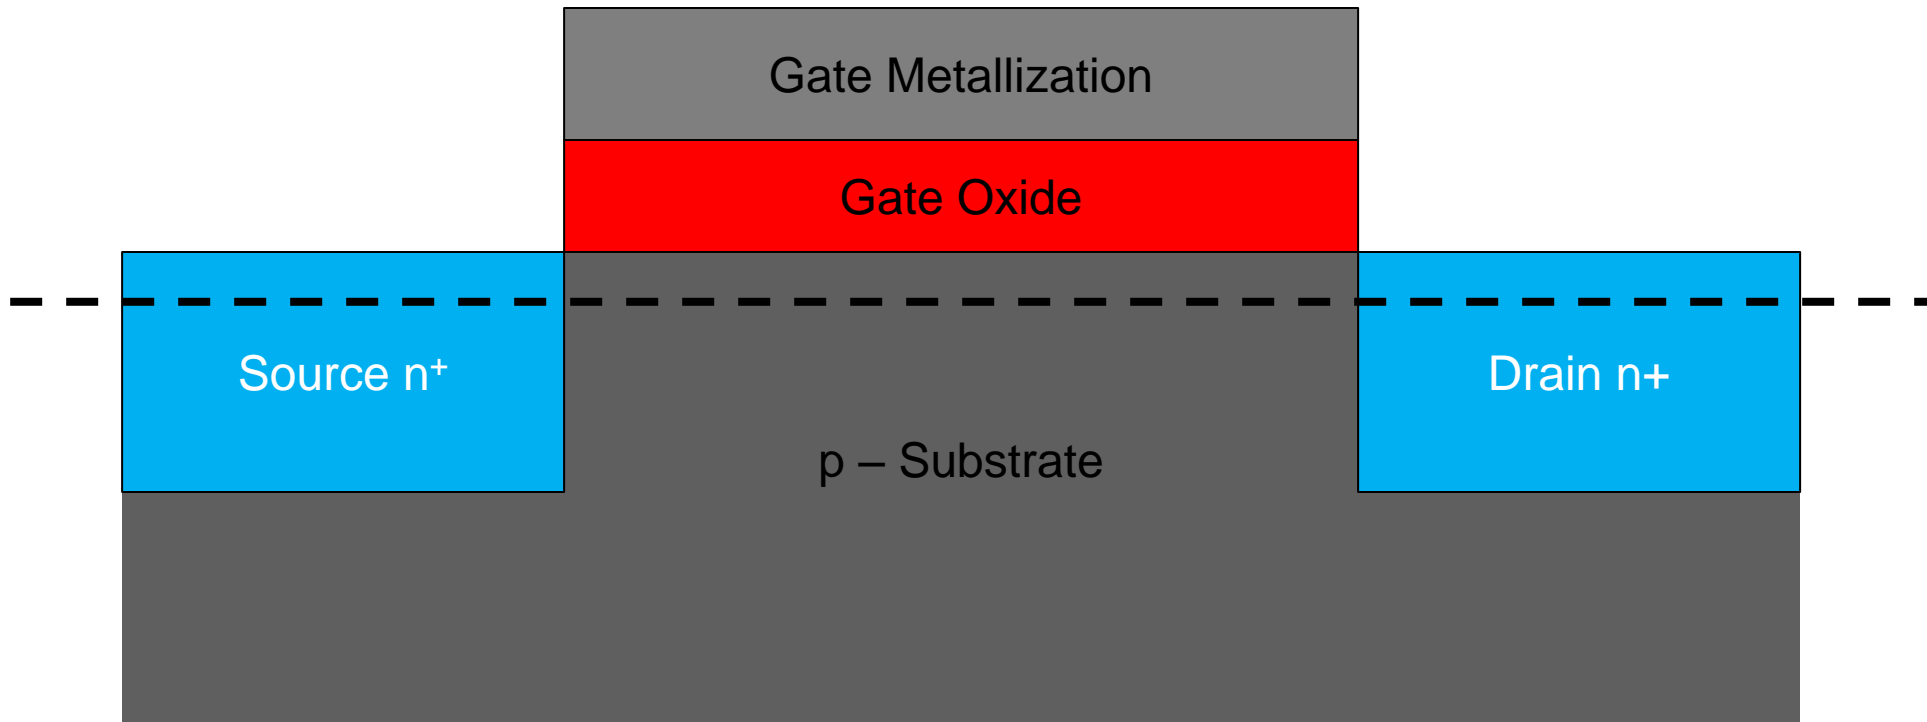 Gate Metallization
Gate Oxide
Source n⁺
Drain n+
p – Substrate